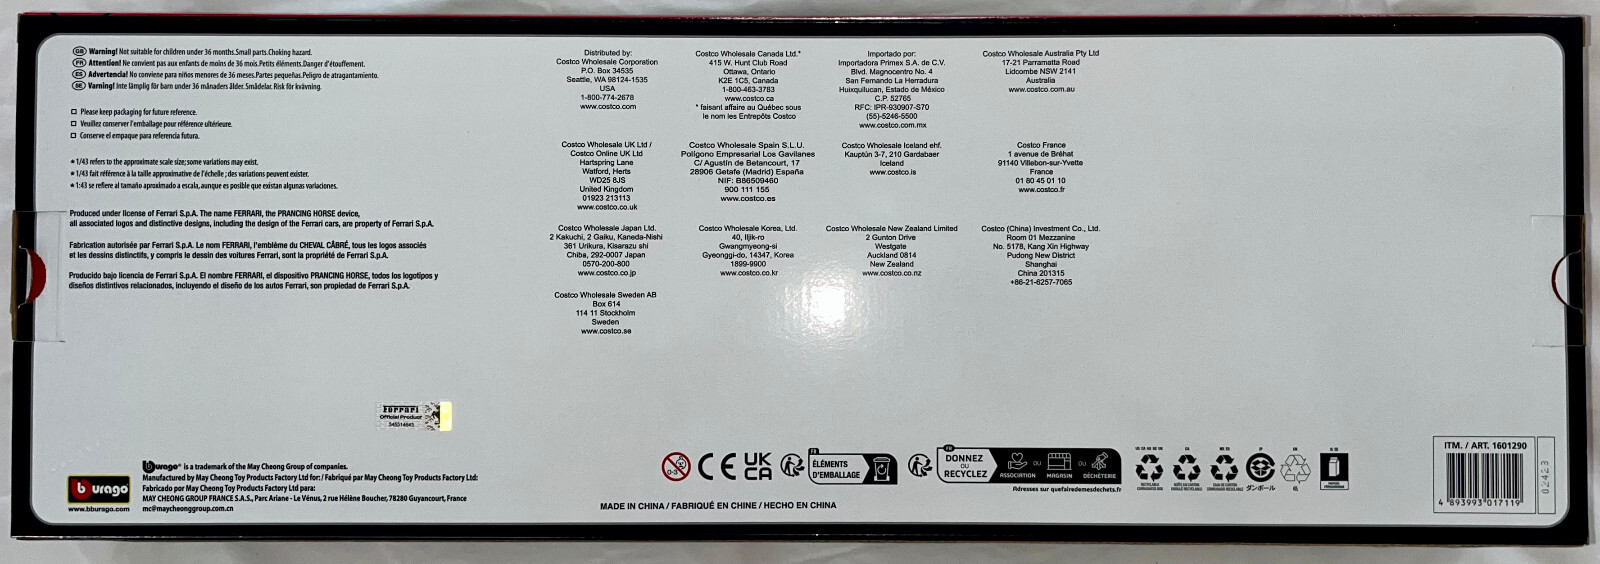 GB Warning! Not suitable for children under 36 months.Small parts.Choking hazard.
FR Attention! Ne convient pas aux enfants de moins de 36 mois.Petits éléments.Danger d'étouffement.
ES Advertencia! No conviene para niños menores de 36 meses.Partes pequeñas.Peligro de atragantamiento.
SE Varning! Inte lämplig för barn under 36 månaders ålder.Smådelar. Risk för kvävning.
Please keep packaging for future reference.
Veuillez conserver l'emballage pour référence ultérieure.
Conserve el empaque para referencia futura.
* 1/43 refers to the approximate scale size; some variations may exist.
* 1/43 fait référence à la taille approximative de l'échelle ; des variations peuvent exister.
* 1:43 se refiere al tamaño aproximado a escala, aunque es posible que existan algunas variaciones.
Produced under license of Ferrari S.p.A. The name FERRARI, the PRANCING HORSE device,
all associated logos and distinctive designs, including the design of the Ferrari cars, are property of Ferrari S.p.A.
Fabrication autorisée par Ferrari S.p.A. Le nom FERRARI, l'emblème du CHEVAL CÂBRÉ, tous les logos associés
et les dessins distinctifs, y compris le dessin des voitures Ferrari, sont la propriété de Ferrari S.p.A.
Producido bajo licencia de Ferrari S.p.A. El nombre FERRARI, el dispositivo PRANCING HORSE, todos los logotipos y
diseños distintivos relacionados, incluyendo el diseño de los autos Ferrari, son propiedad de Ferrari S.p.A.
Distributed by:
Costco Wholesale Corporation
P.O. Box 34535
Seattle, WA 98124-1535
USA
1-800-774-2678
www.costco.com
Costco Wholesale Canada Ltd.*
415 W. Hunt Club Road
Ottawa, Ontario
K2E 1C5, Canada
1-800-463-3783
www.costco.ca
* faisant affaire au Québec sous
le nom les Entrepôts Costco
Importado por:
Importadora Primex S.A. de C.V.
Blvd. Magnocentro No. 4
San Fernando La Herradura
Huixquilucan, Estado de México
C.P. 52765
RFC: IPR-930907-S70
(55)-5246-5500
www.costco.com.mx
Costco Wholesale Australia Pty Ltd
17-21 Parramatta Road
Lidcombe NSW 2141
Australia
www.costco.com.au
Costco Wholesale UK Ltd /
Costco Online UK Ltd
Hartspring Lane
Watford, Herts
WD25 8JS
United Kingdom
01923 213113
www.costco.co.uk
Costco Wholesale Spain S.L.U.
Polígono Empresarial Los Gavilanes
C/ Agustín de Betancourt, 17
28906 Getafe (Madrid) España
NIF: B86509460
900 111 155
www.costco.es
Costco Wholesale Iceland ehf.
Kauptún 3-7, 210 Gardabaer
Iceland
www.costco.is
Costco France
1 avenue de Bréhat
91140 Villebon-sur-Yvette
France
01 80 45 01 10
www.costco.fr
Costco Wholesale Japan Ltd.
2 Kakuchi, 2 Gaiku, Kaneda-Nishi
361 Urikura, Kisarazu shi
Chiba, 292-0007 Japan
0570-200-800
www.costco.co.jp
Costco Wholesale Korea, Ltd.
40, Iljik-ro
Gwangmyeong-si
Gyeonggi-do, 14347, Korea
1899-9900
www.costco.co.kr
Costco Wholesale New Zealand Limited
2 Gunton Drive
Westgate
Auckland 0814
New Zealand
www.costco.co.nz
Costco (China) Investment Co., Ltd.
Room 01 Mezzanine
No. 5178, Kang Xin Highway
Pudong New District
Shanghai
China 201315
+86-21-6257-7065
Costco Wholesale Sweden AB
Box 614
114 11 Stockholm
Sweden
www.costco.se
Ferrari
Official Product
burago
www.bburago.com
burago® is a trademark of the May Cheong Group of companies.
Manufactured by May Cheong Toy Products Factory Ltd for: / Fabriqué par May Cheong Toy Products Factory Ltd /
Fabricado por May Cheong Toy Products Factory Ltd para:
MAY CHEONG GROUP FRANCE S.A.S., Parc Ariane - Le Vénus, 2 rue Hélène Boucher, 78280 Guyancourt, France
mc@maycheonggroup.com.cn
0-3
CE
UK
CA
FR
ÉLÉMENTS
D'EMBALLAGE
FR
DONNEZ
OU
RECYCLEZ
ASSOCIATION
OU
MAGASIN
OU
DÉCHÈTERIE
Adresses sur quefairedemesdechets.fr
ダンボール
紙
MADE IN CHINA / FABRIQUÉ EN CHINE / HECHO EN CHINA
ITM. / ART. 1601290
4 893993 017119
02423